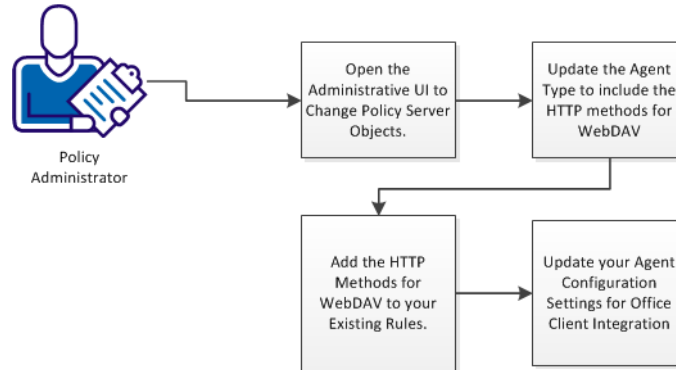 Policy
Administrator
Open the
Administrative UI to
Change Policy Server
Objects.
Update the Agent
Type to include the
HTTP methods for
WebDAV
Add the HTTP
Methods for
WebDAV to your
Existing Rules.
Update your Agent
Configuration
Settings for Office
Client Integration